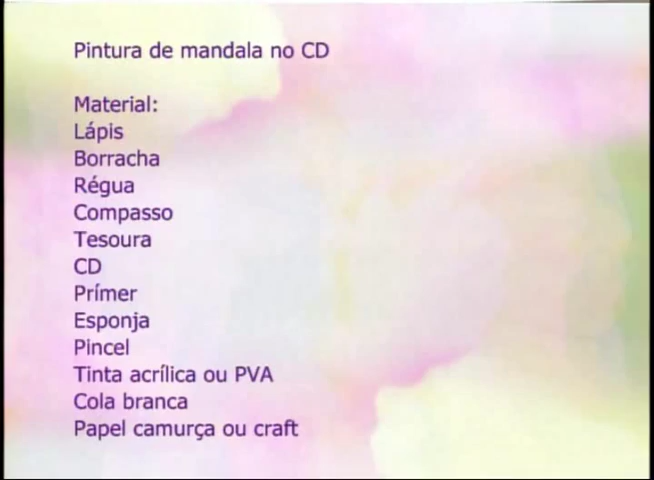 Pintura de mandala no CD
Material:
Lápis
Borracha
Régua
Compasso
Tesoura
CD
Prímer
Esponja
Pincel
Tinta acrílica ou PVA
Cola branca
Papel camurça ou craft